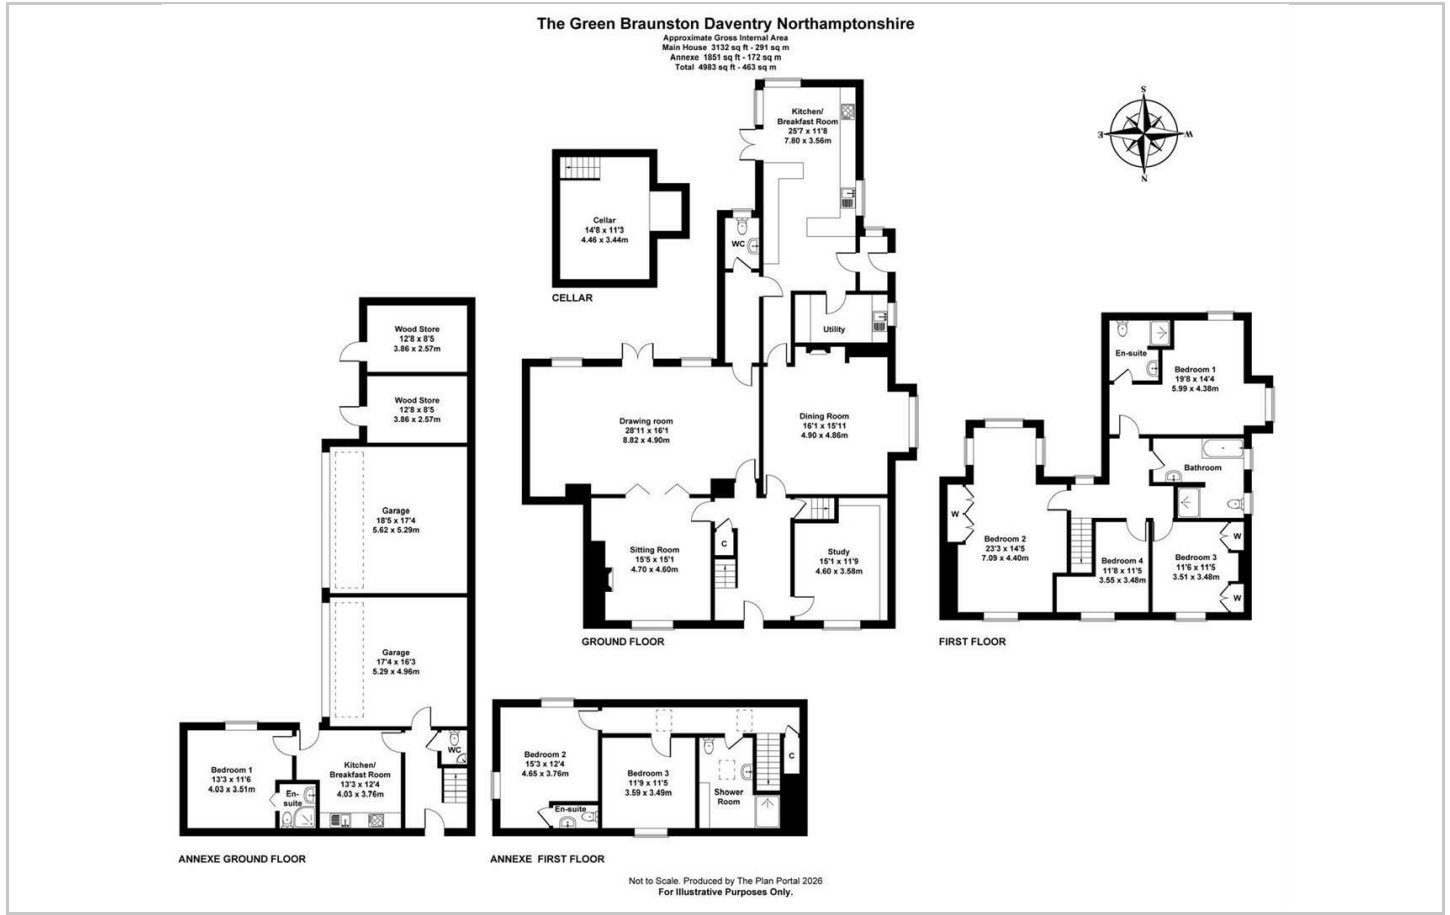 The Green Braunston Daventry Northamptonshire
Approximate Gross Internal Area
Main House 3132 sq ft - 291 sq m
Annexe 1851 sq ft - 172 sq m
Total 4983 sq ft - 463 sq m
S
E
W
N
Kitchen/
Breakfast Room
25'7 x 11'8
7.80 x 3.56m
Cellar
14'8 x 11'3
4.46 x 3.44m
CELLAR
WC
Utility
Drawing room
28'11 x 16'1
8.82 x 4.90m
Dining Room
16'1 x 15'11
4.90 x 4.86m
Sitting Room
15'5 x 15'1
4.70 x 4.60m
C
Study
15'1 x 11'9
4.60 x 3.58m
GROUND FLOOR
En-suite
Bedroom 1
19'8 x 14'4
5.99 x 4.38m
Bathroom
W
Bedroom 2
23'3 x 14'5
7.09 x 4.40m
Bedroom 4
11'8 x 11'5
3.55 x 3.48m
Bedroom 3
11'6 x 11'5
3.51 x 3.48m
W
W
FIRST FLOOR
Wood Store
12'8 x 8'5
3.86 x 2.57m
Wood Store
12'8 x 8'5
3.86 x 2.57m
Garage
18'5 x 17'4
5.62 x 5.29m
Garage
17'4 x 16'3
5.29 x 4.96m
Bedroom 1
13'3 x 11'6
4.03 x 3.51m
En-
suite
Kitchen/
Breakfast Room
13'3 x 12'4
4.03 x 3.76m
WC
ANNEXE GROUND FLOOR
Bedroom 2
15'3 x 12'4
4.65 x 3.76m
En-suite
Bedroom 3
11'9 x 11'5
3.59 x 3.49m
Shower
Room
C
ANNEXE FIRST FLOOR
Not to Scale. Produced by The Plan Portal 2026
For Illustrative Purposes Only.